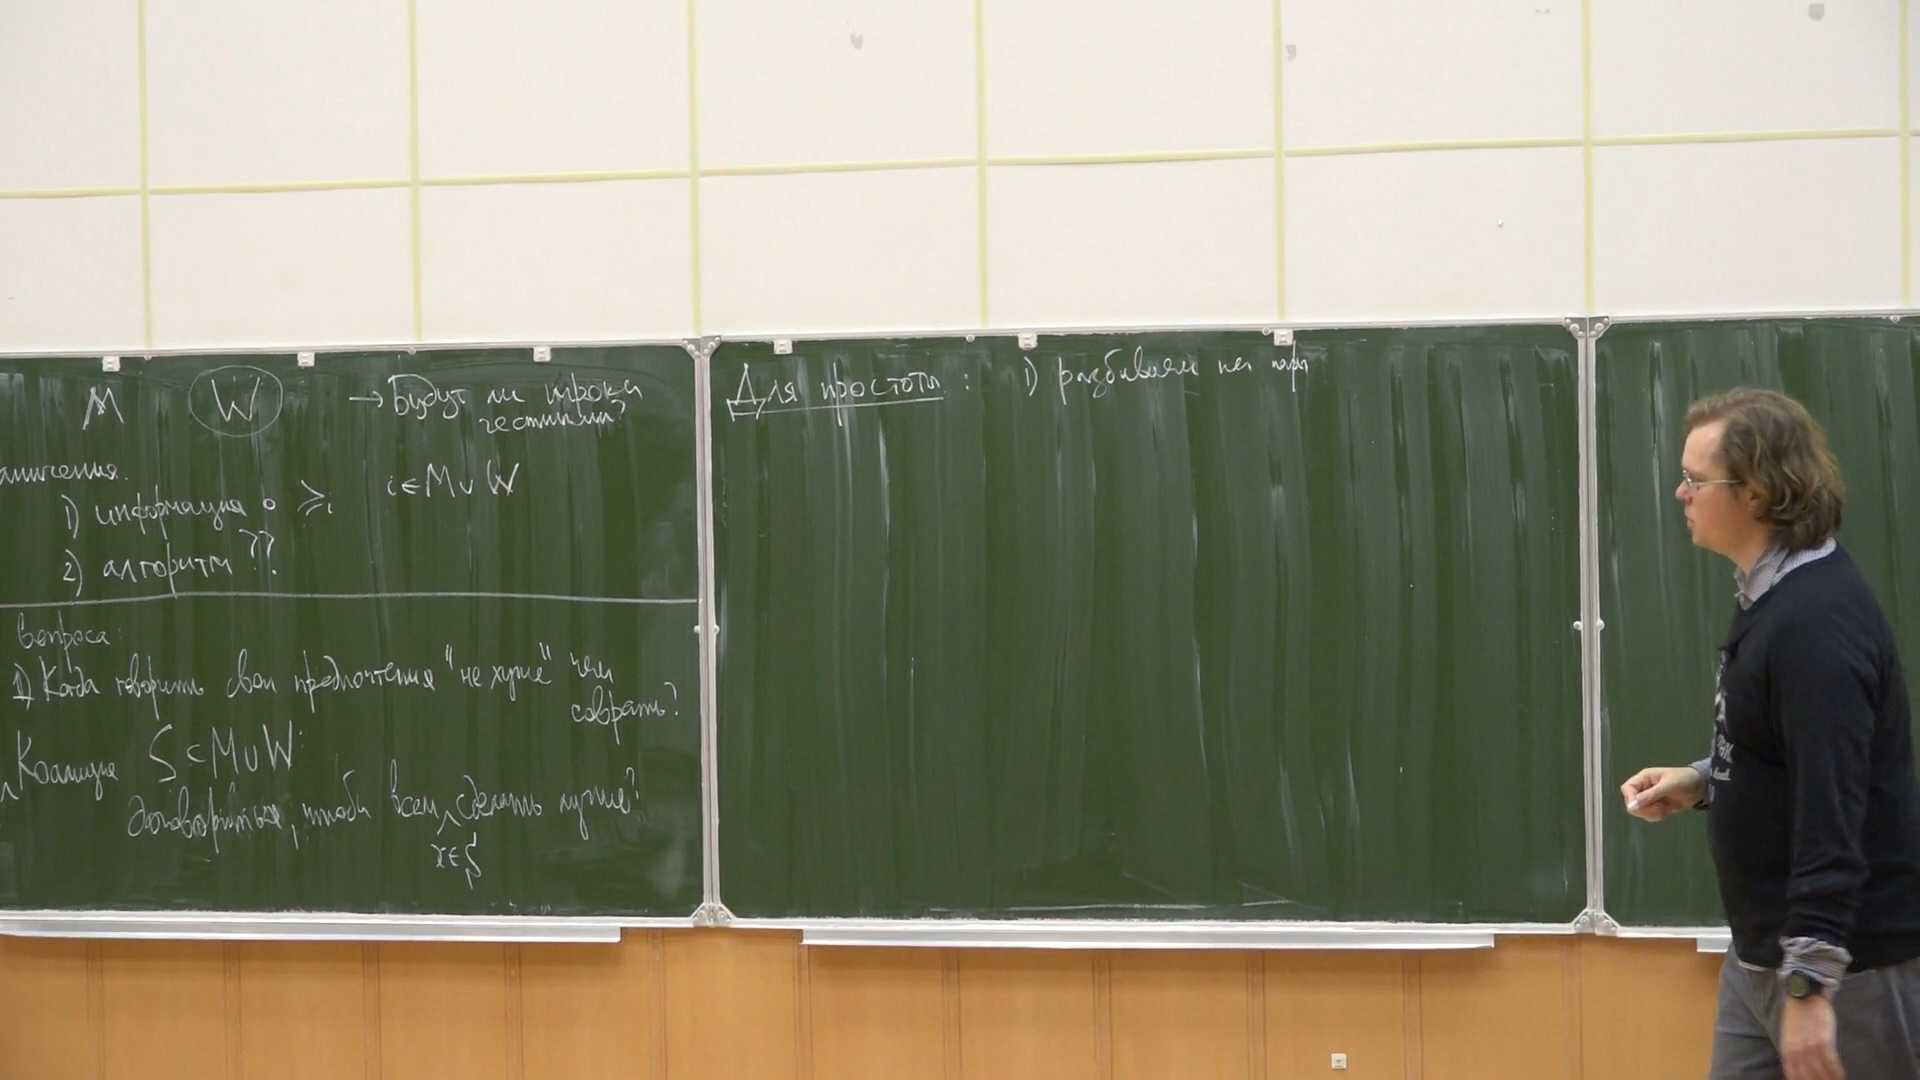 M W → Будут ли игроки
честными?
аничения.
1) информация о ≽i i ∈ M ∪ W
2) алгоритм ??
вопроса:
1) Когда говорить свои предпочтения "не хуже" чем
соврать?
Коалиция S ⊂ M ∪ W
договориться, чтобы всем сделать лучше?
x ∈ S
Для простоты: 1) разбиваем на пары